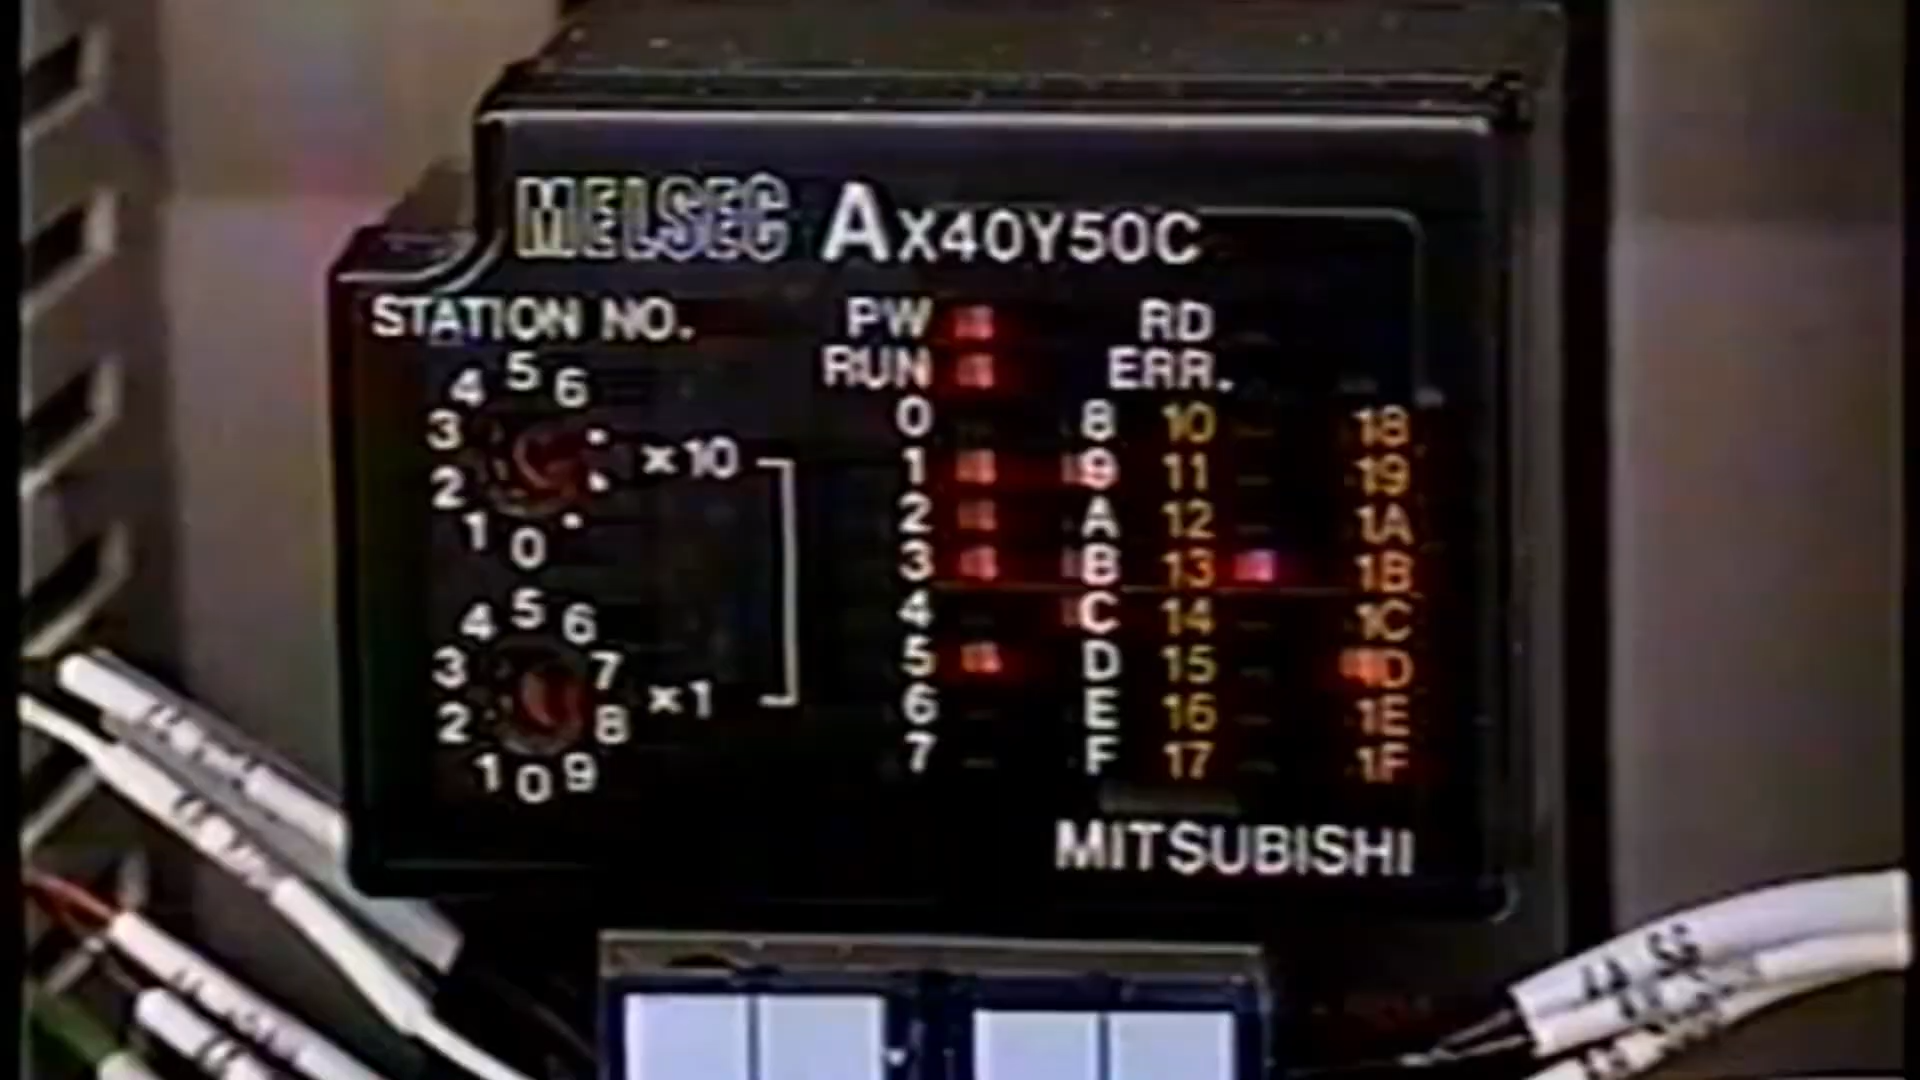 MELSEC AX40Y50C
STATION NO.
5
4 6
3
2
1
0
x10
5
4 6
3 7
2 8
1 0 9
x1
PW RD
RUN ERR.
0 8 10 18
1 9 11 19
2 A 12 1A
3 B 13 1B
4 C 14 1C
5 D 15 1D
6 E 16 1E
7 F 17 1F
MITSUBISHI